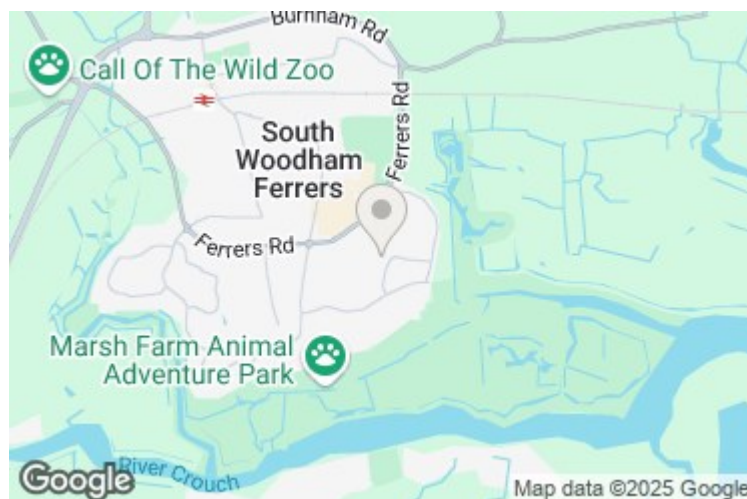 Burnham Rd
Call Of The Wild Zoo
South
Woodham
Ferrers
Ferrers Rd
Ferrers Rd
Marsh Farm Animal
Adventure Park
River Crouch
Google
Map data ©2025 Google